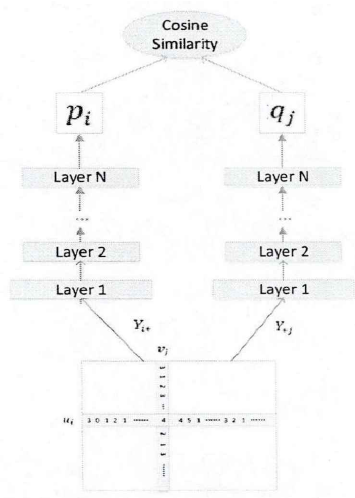 Cosine
Similarity
p_i q_j
Layer N Layer N
... ...
Layer 2 Layer 2
Layer 1 Layer 1
Y_{i*} Y_{*j}
v_j
u_i 3 0 1 2 1 ...... 4 4 5 1 ...... 3 2 1 ......